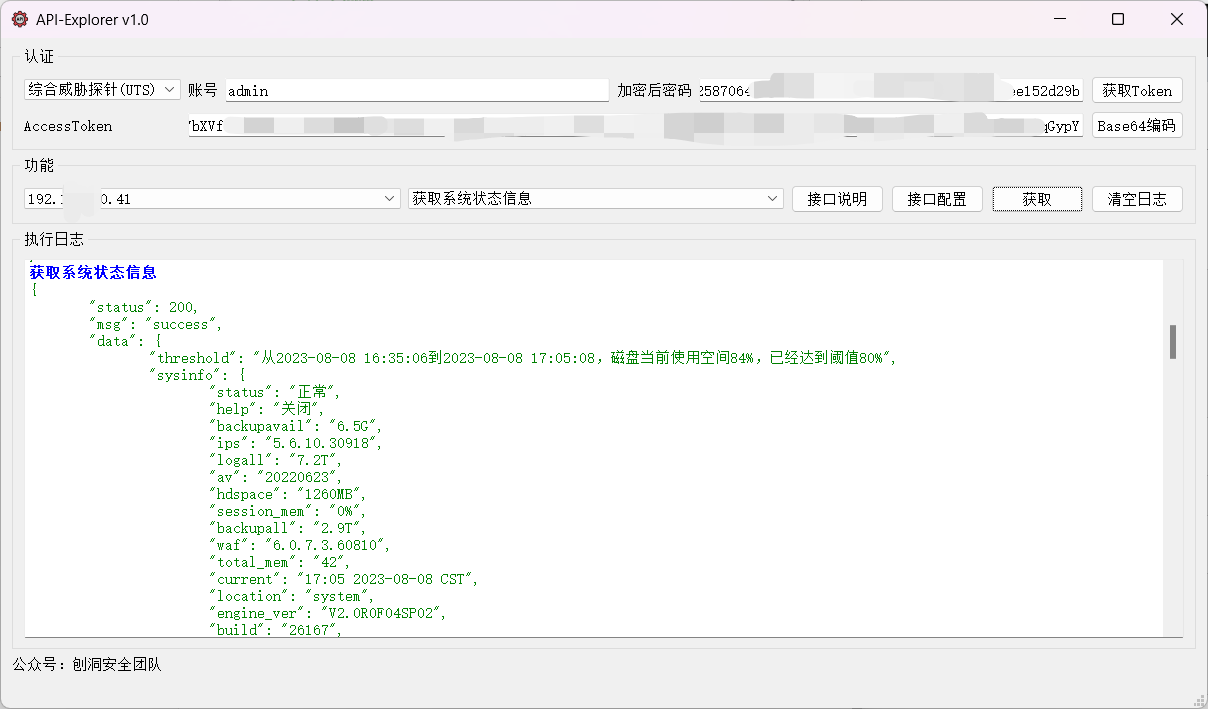 API-Explorer v1.0
认证
综合威胁探针(UTS) 账号 admin 加密后密码 2587064 ee152d29b 获取Token
AccessToken bXVf qGypY Base64编码
功能
192. 0.41 获取系统状态信息 接口说明 接口配置 获取 清空日志
执行日志
获取系统状态信息
{
"status": 200,
"msg": "success",
"data": {
"threshold": "从2023-08-08 16:35:06到2023-08-08 17:05:08，磁盘当前使用空间84%，已经达到阈值80%",
"sysinfo": {
"status": "正常",
"help": "关闭",
"backupavail": "6.5G",
"ips": "5.6.10.30918",
"logall": "7.2T",
"av": "20220623",
"hdspace": "1260MB",
"session_mem": "0%",
"backupall": "2.9T",
"waf": "6.0.7.3.60810",
"total_mem": "42",
"current": "17:05 2023-08-08 CST",
"location": "system",
"engine_ver": "V2.0R0F04SP02",
"build": "26167",
公众号：刨洞安全团队